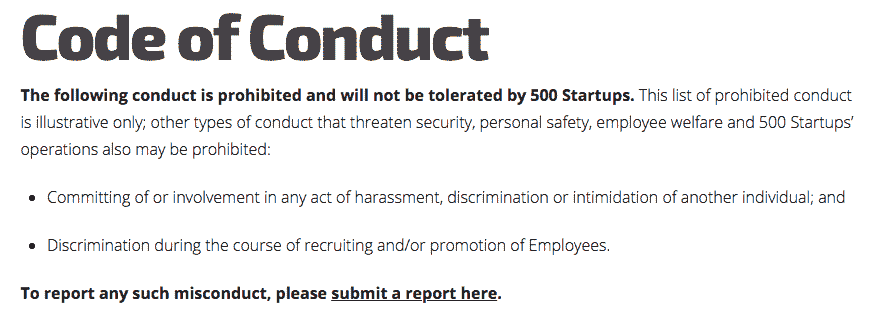 Code of Conduct
The following conduct is prohibited and will not be tolerated by 500 Startups. This list of prohibited conduct
is illustrative only; other types of conduct that threaten security, personal safety, employee welfare and 500 Startups’
operations also may be prohibited:
• Committing of or involvement in any act of harassment, discrimination or intimidation of another individual; and
• Discrimination during the course of recruiting and/or promotion of Employees.
To report any such misconduct, please submit a report here.